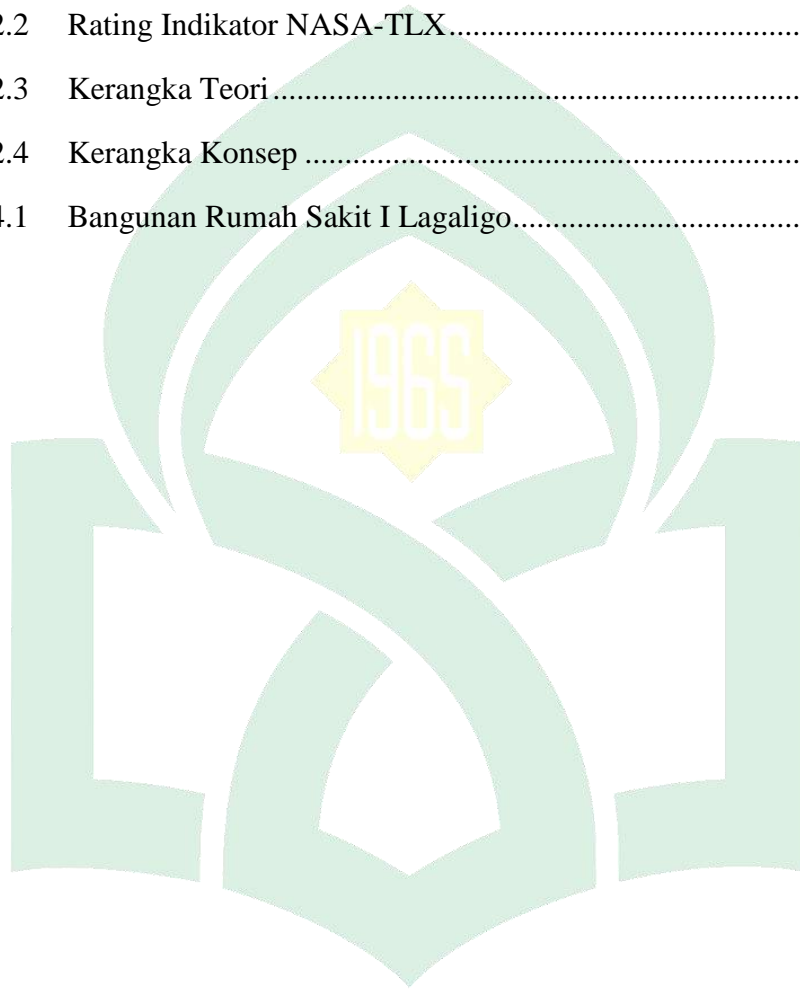 2.2 Rating Indikator NASA-TLX..........................................
2.3 Kerangka Teori................................................................
2.4 Kerangka Konsep ............................................................
4.1 Bangunan Rumah Sakit I Lagaligo...................................
1965